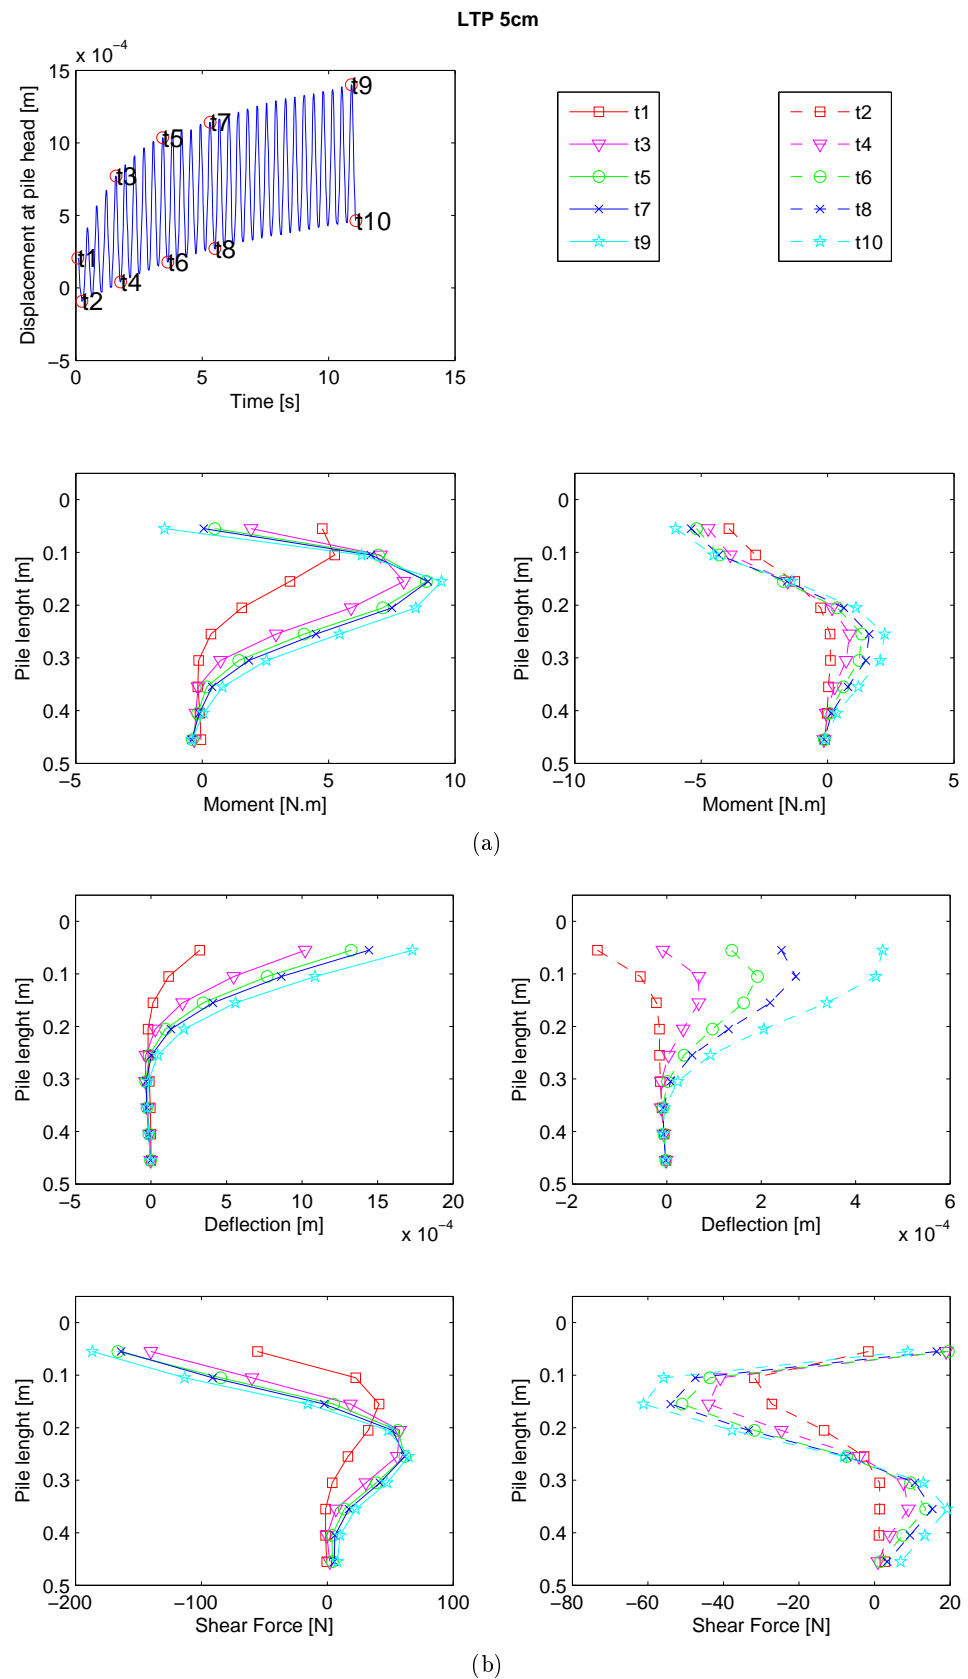 LTP 5cm
x 10⁻⁴
15
10
5
0
−5
0 5 10 15
Displacement at pile head [m]
Time [s]
t1
t2
t3
t4
t5
t6
t7
t8
t9
t10
t1
t3
t5
t7
t9
t2
t4
t6
t8
t10
0
0.1
0.2
0.3
0.4
0.5
−5 0 5 10
Pile lenght [m]
Moment [N.m]
0
0.1
0.2
0.3
0.4
0.5
−10 −5 0 5
Pile lenght [m]
Moment [N.m]
(a)
0
0.1
0.2
0.3
0.4
0.5
−5 0 5 10 15 20
Pile lenght [m]
Deflection [m]
x 10⁻⁴
0
0.1
0.2
0.3
0.4
0.5
−2 0 2 4 6
Pile lenght [m]
Deflection [m]
x 10⁻⁴
0
0.1
0.2
0.3
0.4
0.5
−200 −100 0 100
Pile lenght [m]
Shear Force [N]
0
0.1
0.2
0.3
0.4
0.5
−80 −60 −40 −20 0 20
Pile lenght [m]
Shear Force [N]
(b)